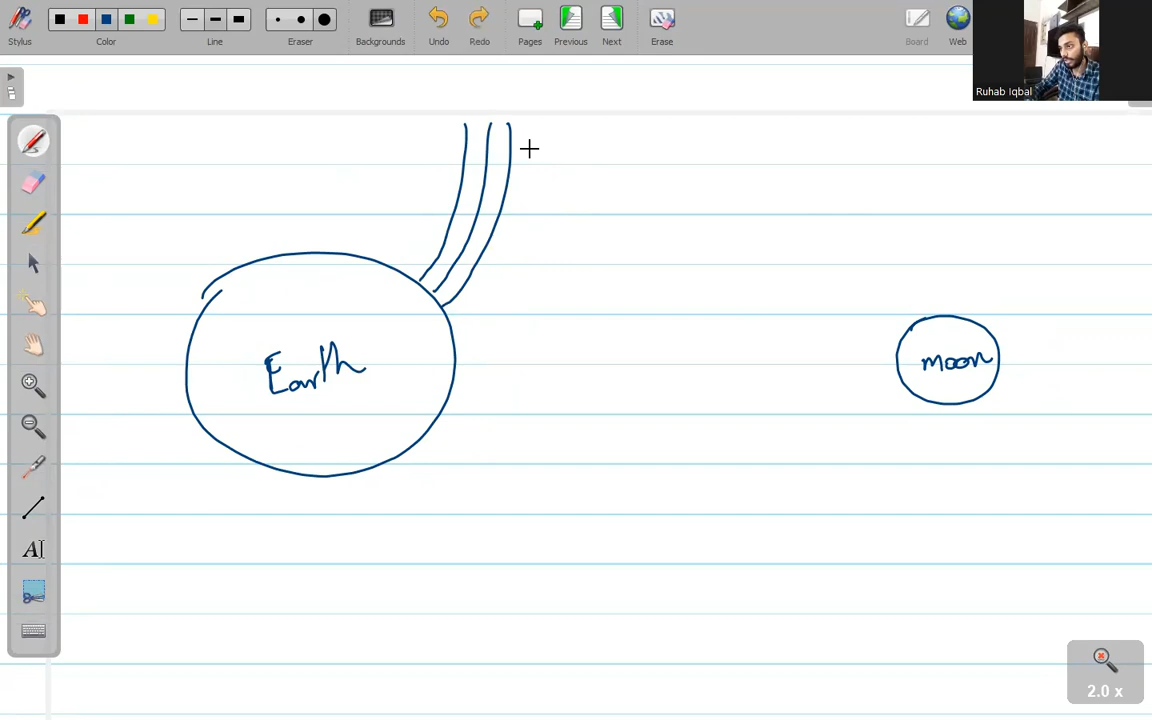 Stylus Color Line Eraser Backgrounds Undo Redo Pages Previous Next Erase Board Web
Ruhab Iqbal
AI
Earth
moon
2.0 x